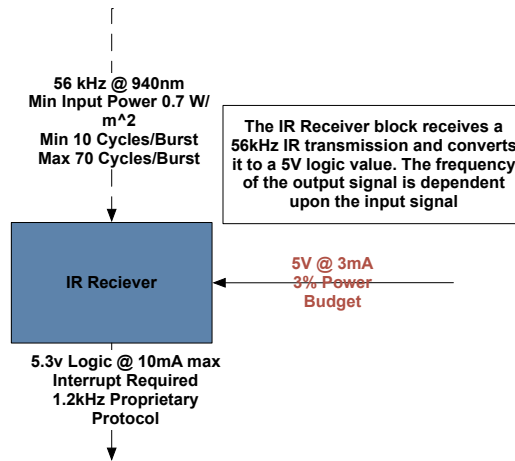 56 kHz @ 940nm
Min Input Power 0.7 W/
m^2
Min 10 Cycles/Burst
Max 70 Cycles/Burst
The IR Receiver block receives a
56kHz IR transmission and converts
it to a 5V logic value. The frequency
of the output signal is dependent
upon the input signal
IR Reciever
5V @ 3mA
3% Power
Budget
5.3v Logic @ 10mA max
Interrupt Required
1.2kHz Proprietary
Protocol